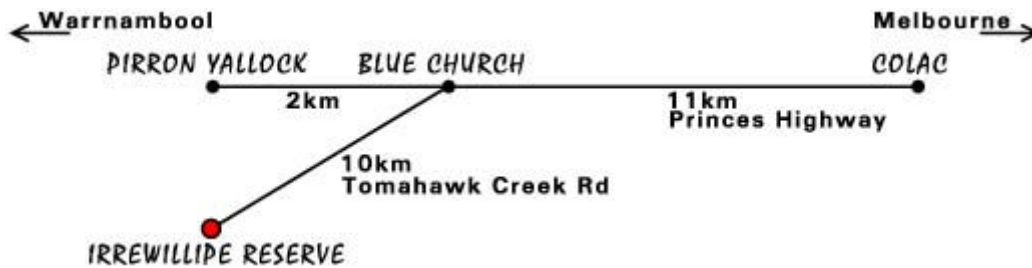 Warrnambool
Melbourne
PIRRON YALLOCK
BLUE CHURCH
COLAC
2km
11km
Princes Highway
10km
Tomahawk Creek Rd
IRREWILLIPE RESERVE